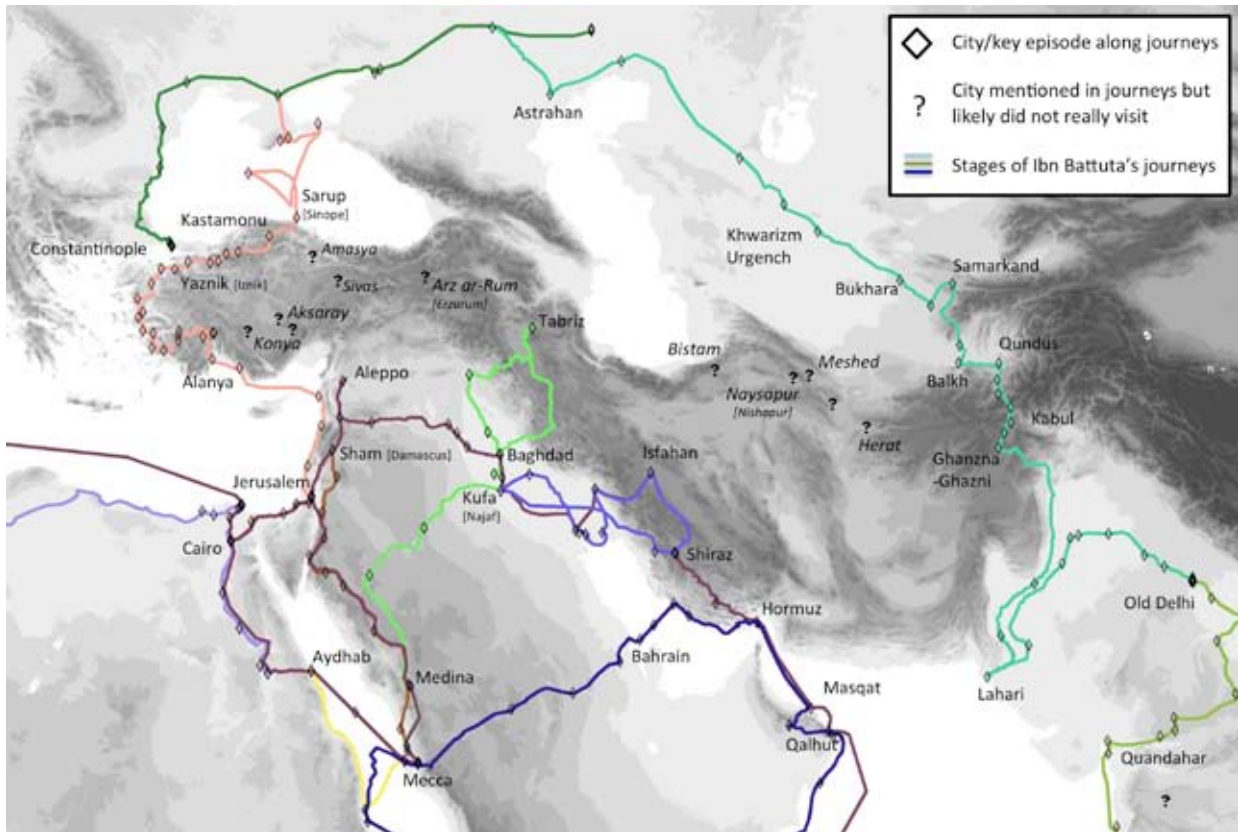 City/key episode along journeys
?
City mentioned in journeys but
likely did not really visit
Stages of Ibn Battuta's journeys
Astrahan
Sarup
[Sinope]
Kastamonu
Constantinople
? Amasya
Yaznik [Iznik]
? Sivas
? Arz ar-Rum
[Erzurum]
Khwarizm
Urgench
Samarkand
Bukhara
Aksaray
? ?
? Konya
Tabriz
Bistam
?
Meshed
? ?
Qundus
Alanya
Aleppo
Naysapur
[Nishapur]
?
Balkh
?
Herat
Kabul
Sham [Damascus]
Baghdad
Isfahan
Ghanzna
-Ghazni
Jerusalem
Kufa
[Najaf]
Cairo
Shiraz
Old Delhi
Hormuz
Aydhab
Medina
Bahrain
Masqat
Lahari
Qalhut
Mecca
Quandahar
?